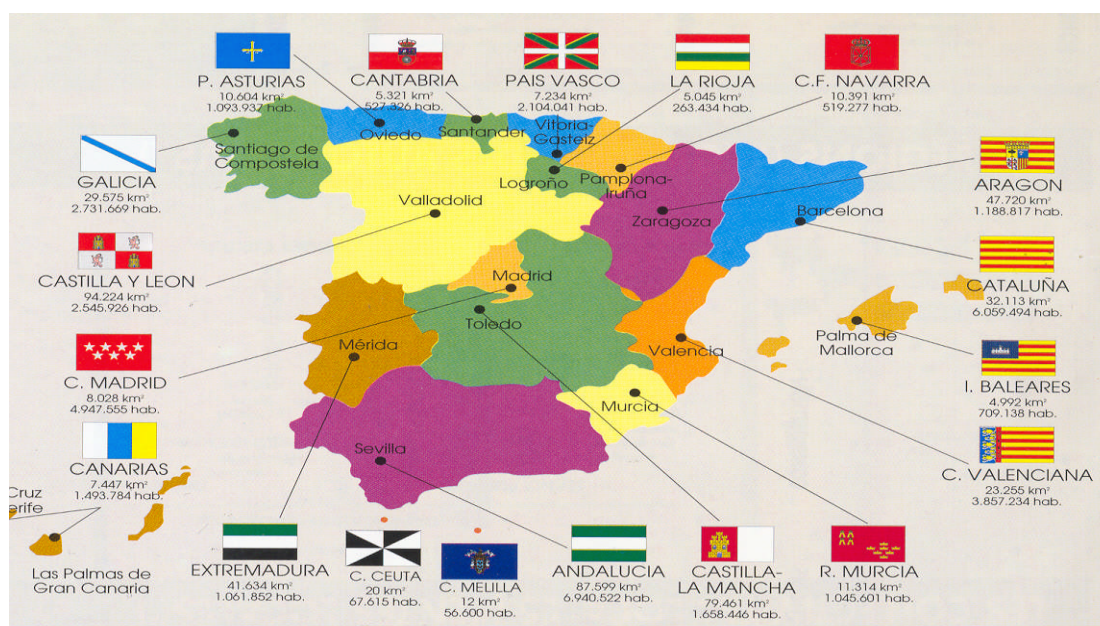 P. ASTURIAS
10.604 km²
1.093.937 hab.
CANTABRIA
5.321 km²
527.326 hab.
PAIS VASCO
7.234 km²
2.104.041 hab.
LA RIOJA
5.045 km²
263.434 hab.
C.F. NAVARRA
10.391 km²
519.277 hab.
GALICIA
29.575 km²
2.731.669 hab.
CASTILLA Y LEON
94.224 km²
2.545.926 hab.
C. MADRID
8.028 km²
4.947.555 hab.
CANARIAS
7.447 km²
1.493.784 hab.
Cruz
erife
Las Palmas de
Gran Canaria
Santiago de
Compostela
Oviedo
Santander
Vitoria-
Gasteiz
Logroño
Pamplona-
Iruña
Valladolid
Zaragoza
Barcelona
Madrid
Toledo
Mérida
Valencia
Palma de
Mallorca
Murcia
Sevilla
ARAGON
47.720 km²
1.188.817 hab.
CATALUÑA
32.113 km²
6.059.494 hab.
I. BALEARES
4.992 km²
709.138 hab.
C. VALENCIANA
23.255 km²
3.857.234 hab.
EXTREMADURA
41.634 km²
1.061.852 hab.
C. CEUTA
20 km²
67.615 hab.
C. MELILLA
12 km²
56.600 hab.
ANDALUCIA
87.599 km²
6.940.522 hab.
CASTILLA-
LA MANCHA
79.461 km²
1.658.446 hab.
R. MURCIA
11.314 km²
1.045.601 hab.